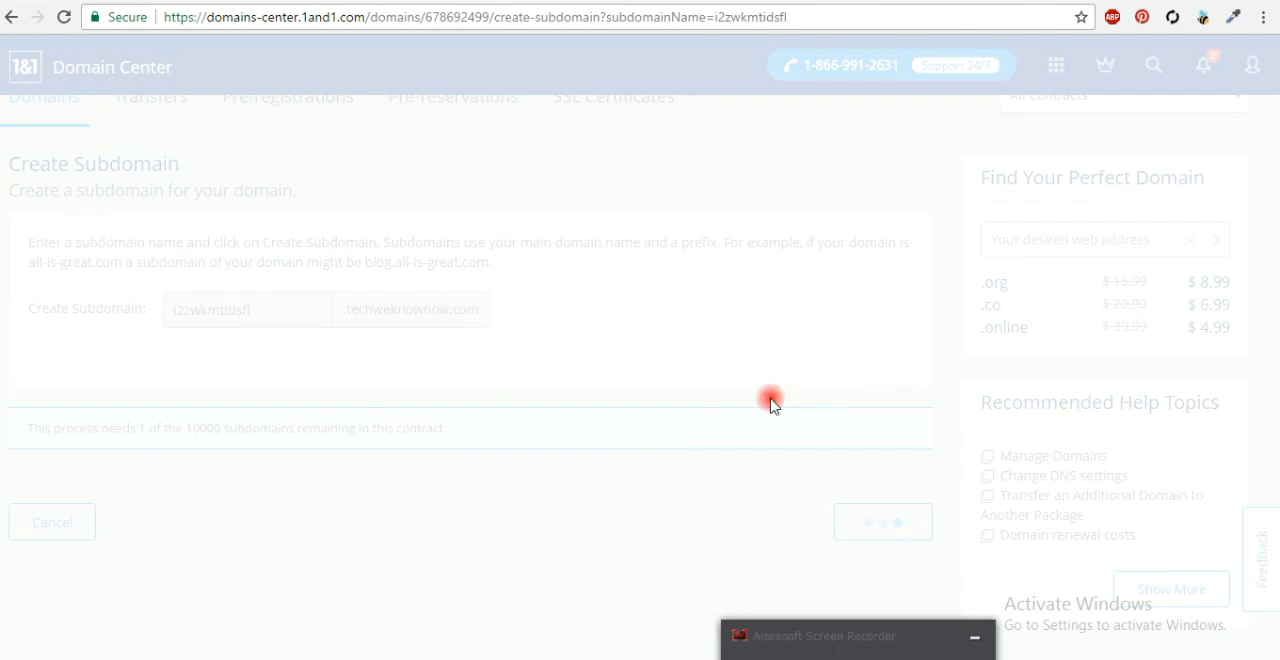 Secure https://domains-center.1and1.com/domains/678692499/create-subdomain?subdomainName=i2zwkmtidsfl
ABP
1&1 Domain Center
1-866-991-2631 Support 24/7
2
Domains Transfers Pre-registrations Pre-reservations SSL Certificates
All Contracts
Create Subdomain
Create a subdomain for your domain.
Enter a subdomain name and click on Create Subdomain. Subdomains use your main domain name and a prefix. For example, if your domain is
all-is-great.com a subdomain of your domain might be blog.all-is-great.com.
Create Subdomain: i2zwkmtidsfl .techweknownow.com
This process needs 1 of the 10000 subdomains remaining in this contract.
Cancel
Find Your Perfect Domain
Your desired web address
.org $ 16.99 $ 8.99
.co $ 29.99 $ 6.99
.online $ 39.99 $ 4.99
Recommended Help Topics
Manage Domains
Change DNS settings
Transfer an Additional Domain to
Another Package
Domain renewal costs
Show More
Feedback
Activate Windows
Go to Settings to activate Windows.
Aiseesoft Screen Recorder